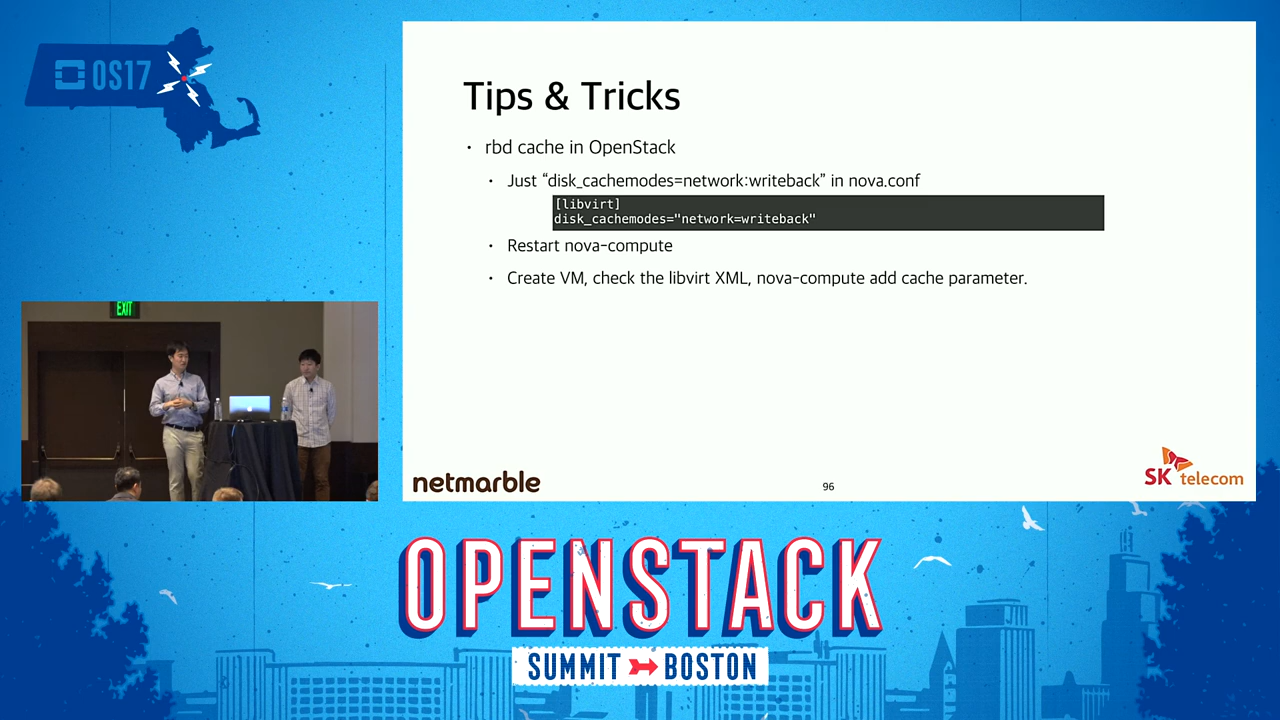 OS17
Tips & Tricks
• rbd cache in OpenStack
• Just “disk_cachemodes=network:writeback” in nova.conf
[libvirt]
disk_cachemodes="network=writeback"
• Restart nova-compute
• Create VM, check the libvirt XML, nova-compute add cache parameter.
EXIT
netmarble
96
SK telecom
OPENSTACK
SUMMIT BOSTON